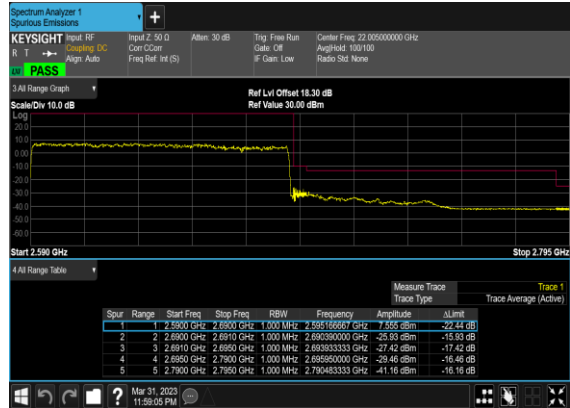 Spectrum Analyzer 1
Spurious Emissions
+
KEYSIGHT Input: RF Input Z: 50 Ω Atten: 30 dB Trig: Free Run Center Freq: 22.005000000 GHz
R T Coupling: DC Corr CCorr Gate: Off Avg|Hold: 100/100
Align: Auto Freq Ref: Int (S) IF Gain: Low Radio Std: None
PASS
3 All Range Graph
Ref Lvl Offset 18.30 dB
Scale/Div 10.0 dB Ref Value 30.00 dBm
Log
20.0
10.0
0.00
-10.0
-20.0
-30.0
-40.0
-50.0
-60.0
Start 2.590 GHz Stop 2.795 GHz
4 All Range Table
Measure Trace Trace 1
Trace Type Trace Average (Active)
Spur Range Start Freq Stop Freq RBW Frequency Amplitude ΔLimit
1 1 2.5900 GHz 2.6900 GHz 1.000 MHz 2.595166667 GHz 7.555 dBm -22.44 dB
2 2 2.6900 GHz 2.6910 GHz 1.000 MHz 2.690390000 GHz -25.93 dBm -15.93 dB
3 3 2.6910 GHz 2.6950 GHz 1.000 MHz 2.693933333 GHz -27.42 dBm -17.42 dB
4 4 2.6950 GHz 2.7900 GHz 1.000 MHz 2.695950000 GHz -29.46 dBm -16.46 dB
5 5 2.7900 GHz 2.7950 GHz 1.000 MHz 2.790483333 GHz -41.16 dBm -16.16 dB
? Mar 31, 2023
11:59:05 PM